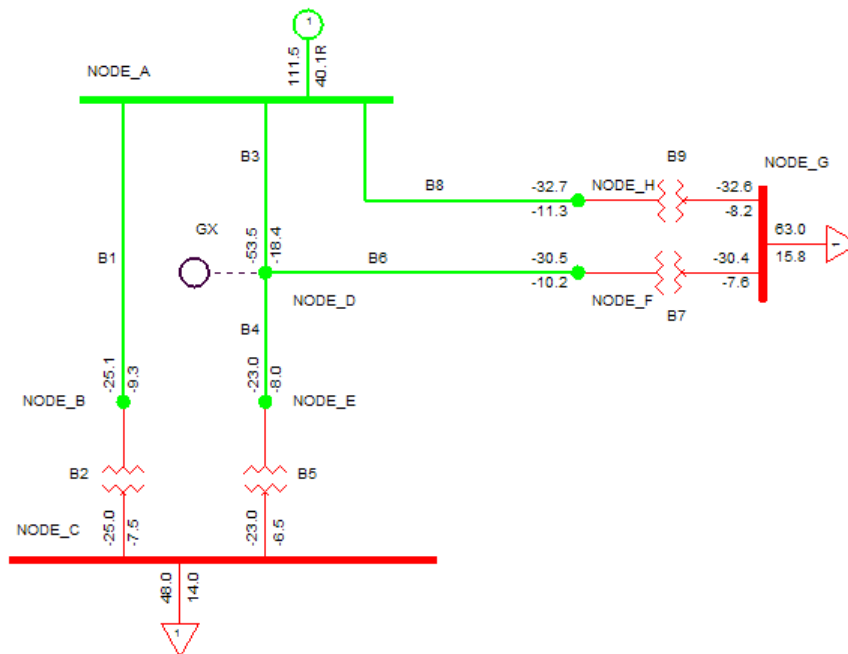 1
111.5
40.1R
NODE_A
B3
B9
NODE_G
B8
-32.7
NODE_H
-32.6
-11.3
-8.2
GX
63.0
1
15.8
B1
-53.5
-18.4
B6
-30.5
-30.4
-10.2
-7.6
NODE_D
NODE_F
B7
B4
-25.1
-9.3
-23.0
-8.0
NODE_B
NODE_E
B2
B5
-25.0
-7.5
-23.0
-6.5
NODE_C
48.0
14.0
1